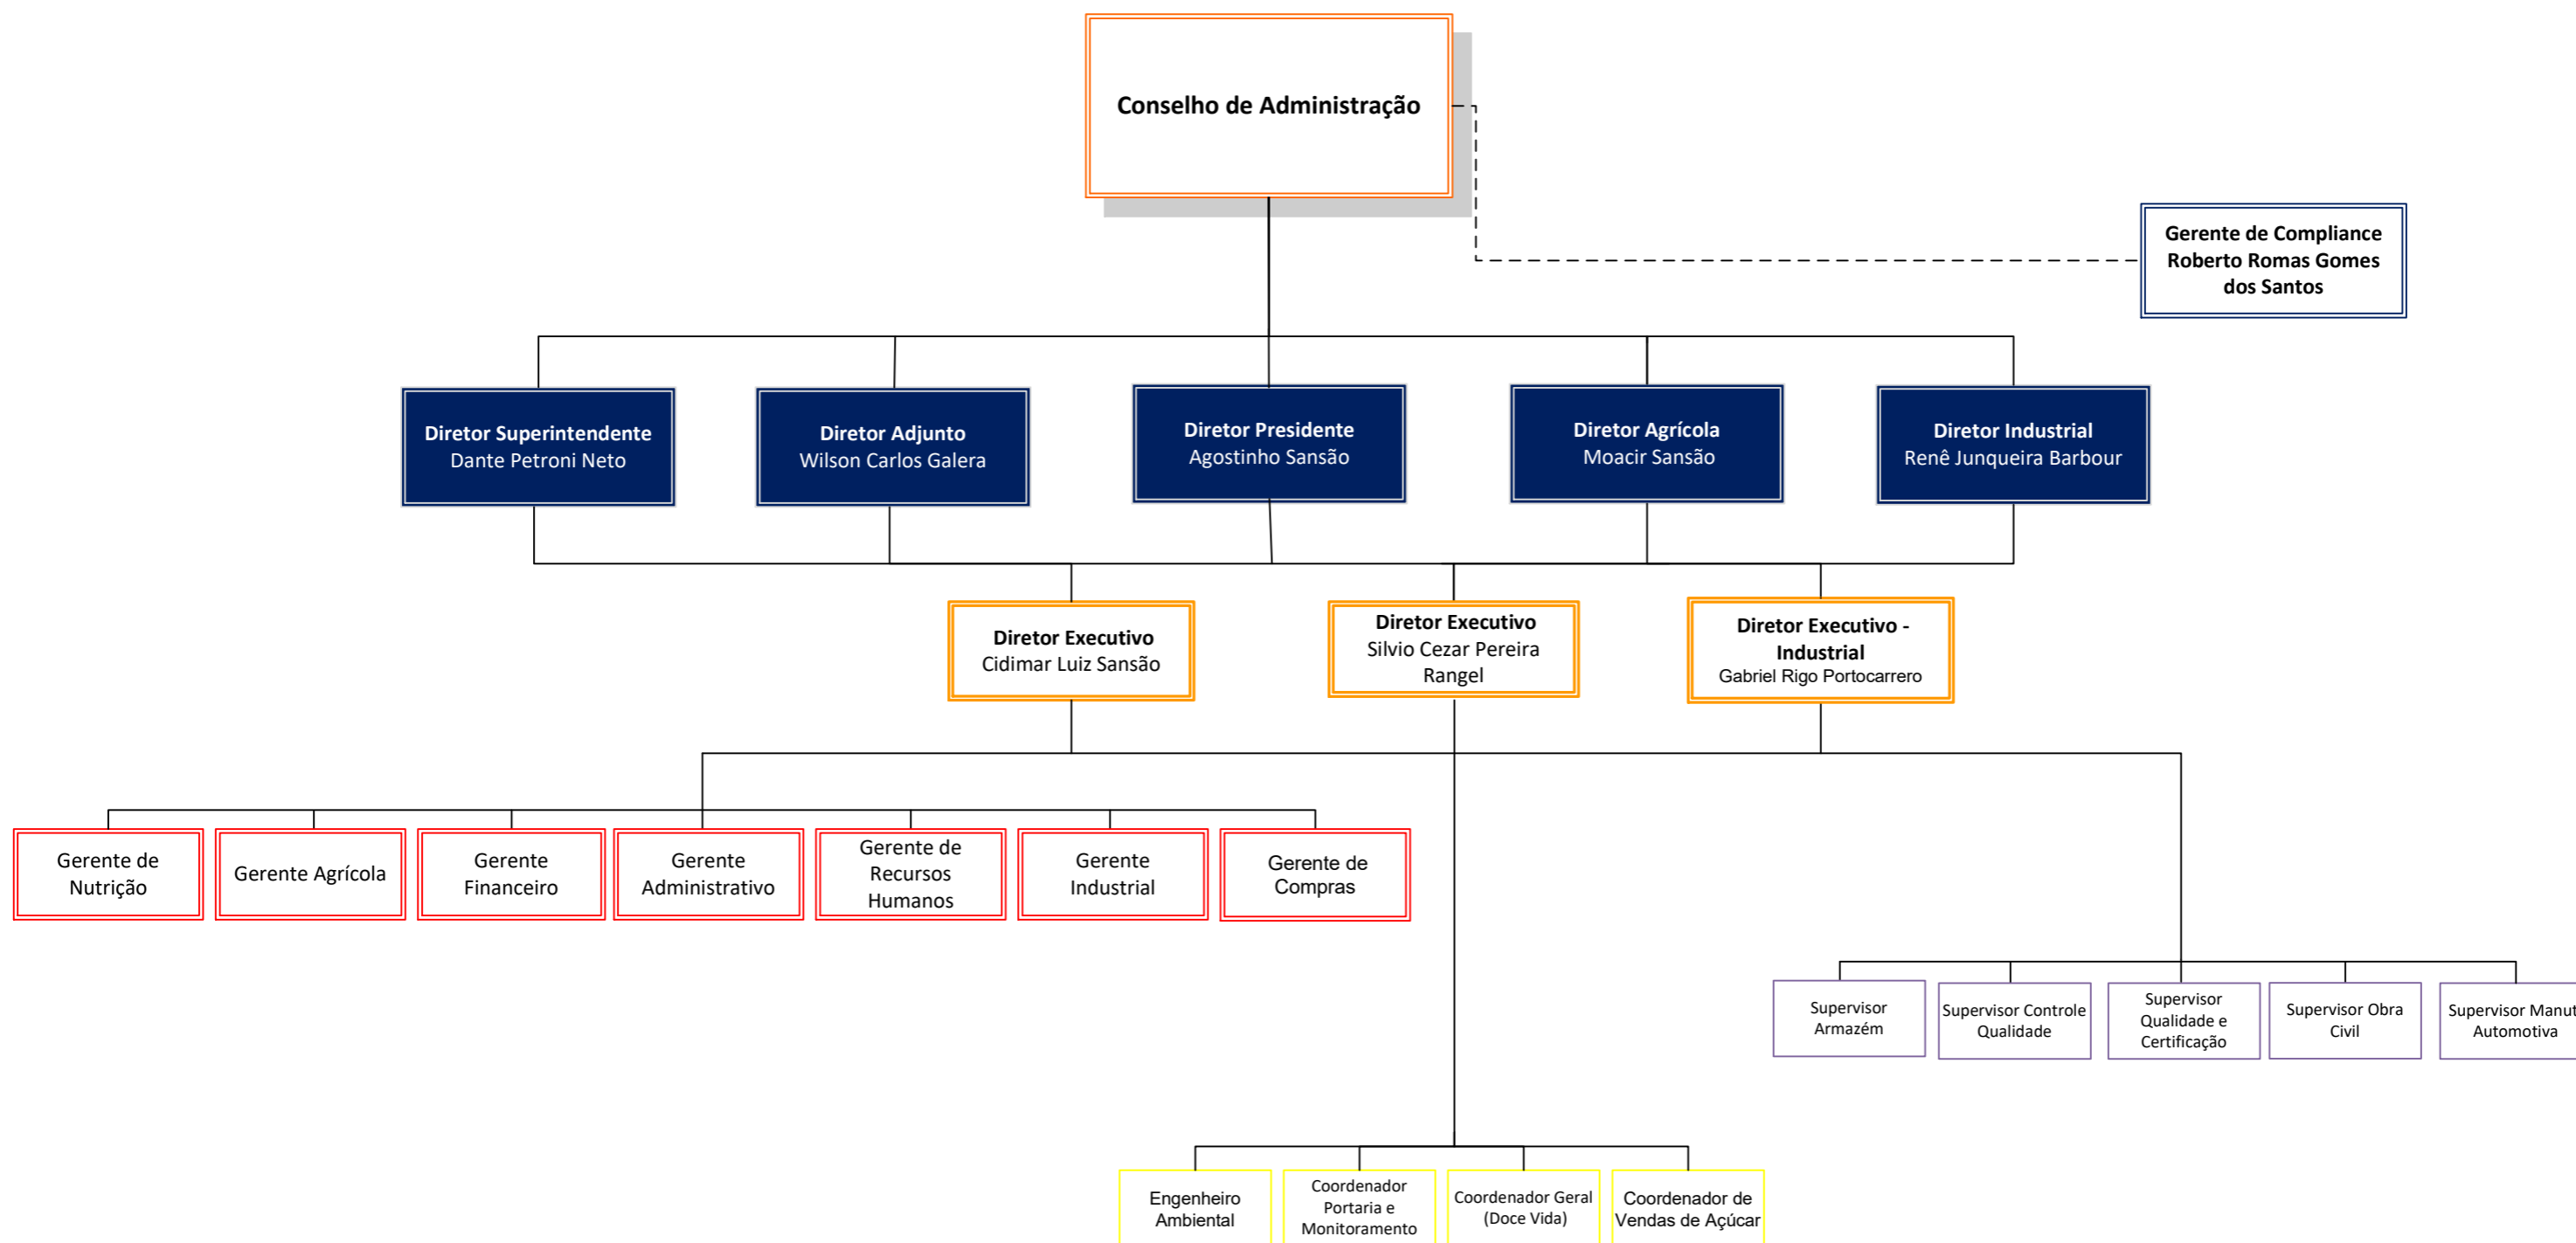 Conselho de Administração
Gerente de Compliance
Roberto Romas Gomes
dos Santos
Diretor Superintendente
Dante Petroni Neto
Diretor Adjunto
Wilson Carlos Galera
Diretor Presidente
Agostinho Sansão
Diretor Agrícola
Moacir Sansão
Diretor Industrial
Renê Junqueira Barbour
Diretor Executivo
Cidimar Luiz Sansão
Diretor Executivo
Silvio Cezar Pereira
Rangel
Diretor Executivo -
Industrial
Gabriel Rigo Portocarrero
Gerente de
Nutrição
Gerente Agrícola
Gerente
Financeiro
Gerente
Administrativo
Gerente de
Recursos
Humanos
Gerente
Industrial
Gerente de
Compras
Supervisor
Armazém
Supervisor Controle
Qualidade
Supervisor
Qualidade e
Certificação
Supervisor Obra
Civil
Supervisor Manut
Automotiva
Engenheiro
Ambiental
Coordenador
Portaria e
Monitoramento
Coordenador Geral
(Doce Vida)
Coordenador de
Vendas de Açúcar